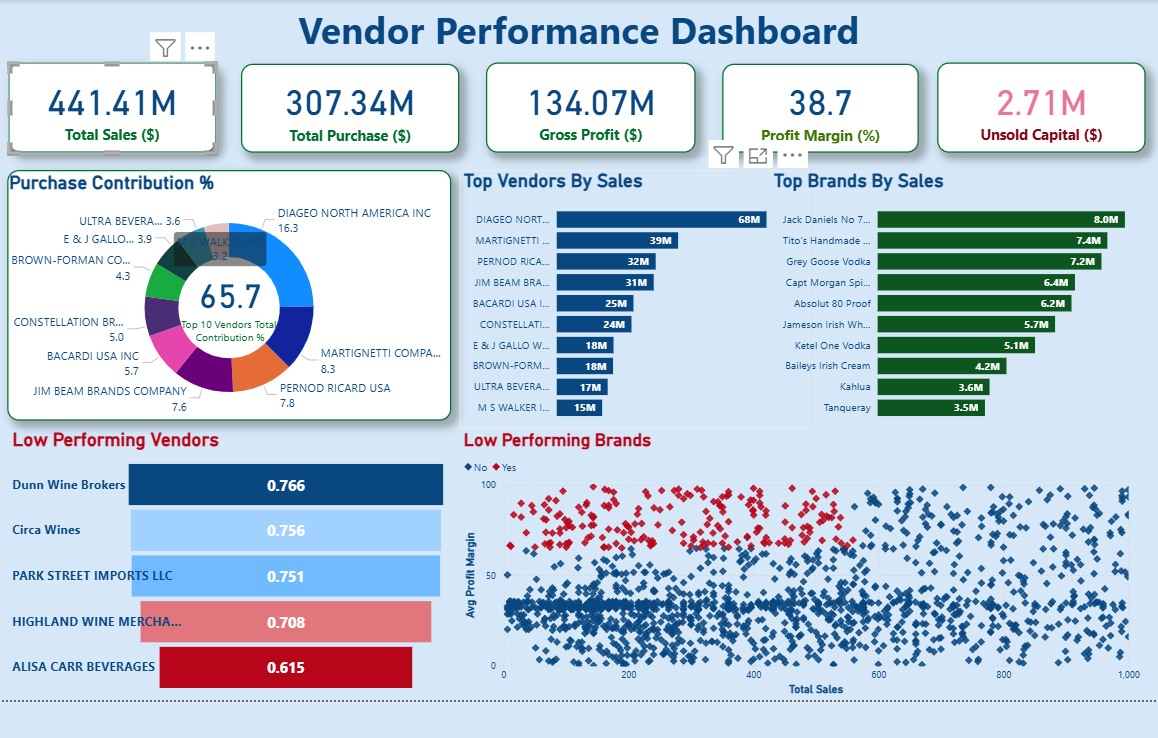 Vendor Performance Dashboard
441.41M
Total Sales ($)
307.34M
Total Purchase ($)
134.07M
Gross Profit ($)
38.7
Profit Margin (%)
2.71M
Unsold Capital ($)
Purchase Contribution %
DIAGEO NORTH AMERICA INC
16.3
MARTIGNETTI COMPA...
8.3
PERNOD RICARD USA
7.8
JIM BEAM BRANDS COMPANY
7.6
BACARDI USA INC
5.7
CONSTELLATION BR...
5.0
BROWN-FORMAN CO...
4.3
E & J GALLO... 3.9
ULTRA BEVERA... 3.6
M S WALKER INC
3.2
65.7
Top 10 Vendors Total
Contribution %
Top Vendors By Sales
DIAGEO NORT... 68M
MARTIGNETTI ... 39M
PERNOD RICA... 32M
JIM BEAM BRA... 31M
BACARDI USA I... 25M
CONSTELLATI... 24M
E & J GALLO W... 18M
BROWN-FORM... 18M
ULTRA BEVERA... 17M
M S WALKER I... 15M
Top Brands By Sales
Jack Daniels No 7... 8.0M
Tito's Handmade ... 7.4M
Grey Goose Vodka 7.2M
Capt Morgan Spi... 6.4M
Absolut 80 Proof 6.2M
Jameson Irish Wh... 5.7M
Ketel One Vodka 5.1M
Baileys Irish Cream 4.2M
Kahlua 3.6M
Tanqueray 3.5M
Low Performing Vendors
Dunn Wine Brokers 0.766
Circa Wines 0.756
PARK STREET IMPORTS LLC 0.751
HIGHLAND WINE MERCHA... 0.708
ALISA CARR BEVERAGES 0.615
Low Performing Brands
No Yes
100
50
0
Avg Profit Margin
0 200 400 600 800 1,000
Total Sales